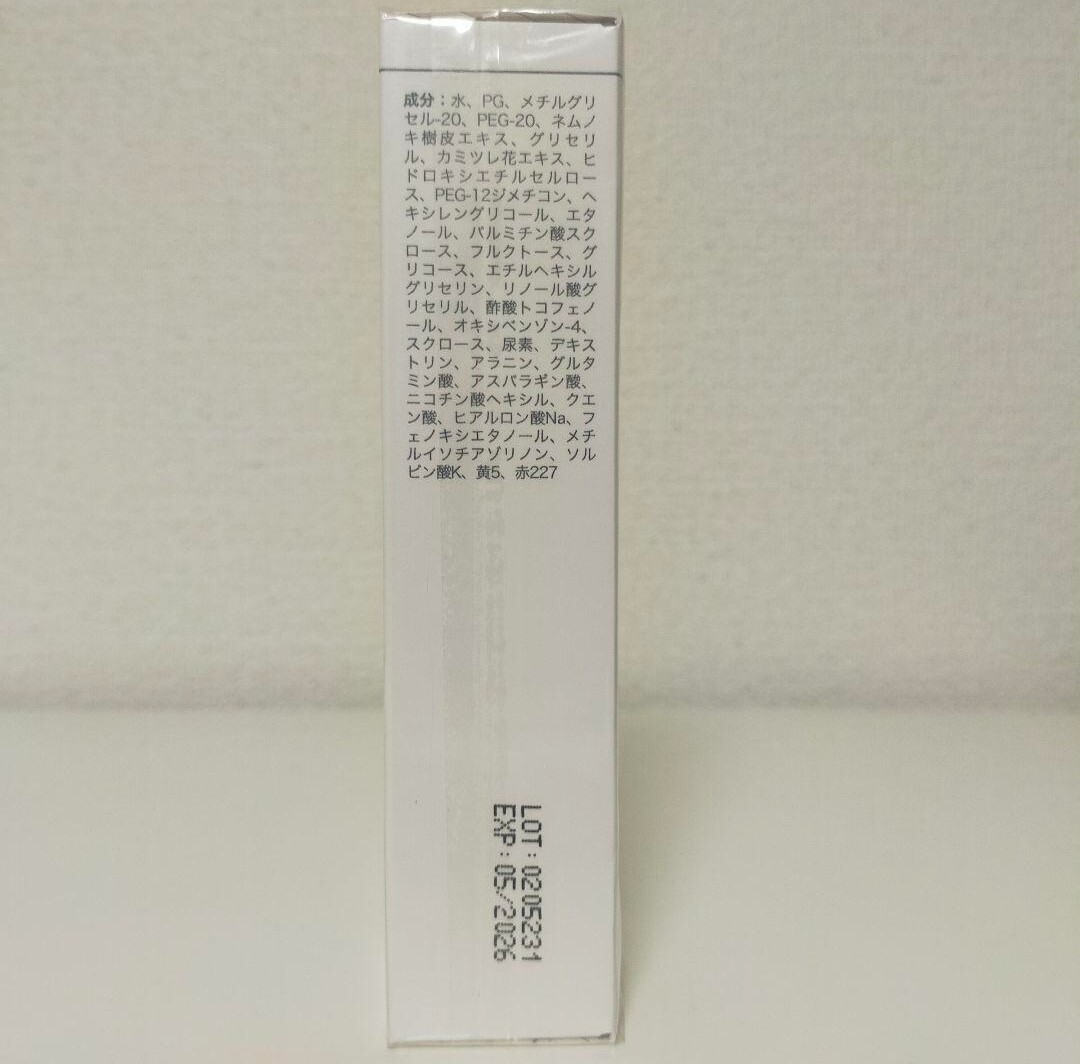 成分：水、PG、メチルグリ
セル-20、PEG-20、ネムノ
キ樹皮エキス、グリセリ
ル、カミツレ花エキス、ヒ
ドロキシエチルセルロー
ス、PEG-12ジメチコン、ヘ
キシレングリコール、エタ
ノール、パルミチン酸スク
ロース、フルクトース、グ
リコース、エチルヘキシル
グリセリン、リノール酸グ
リセリル、酢酸トコフェノ
ール、オキシベンゾン-4、
スクロース、尿素、デキス
トリン、アラニン、グルタ
ミン酸、アスパラギン酸、
ニコチン酸ヘキシル、クエ
ン酸、ヒアルロン酸Na、フ
ェノキシエタノール、メチ
ルイソチアゾリノン、ソル
ビン酸K、黄5、赤227
LOT: 0205231
EXP: 05/2026